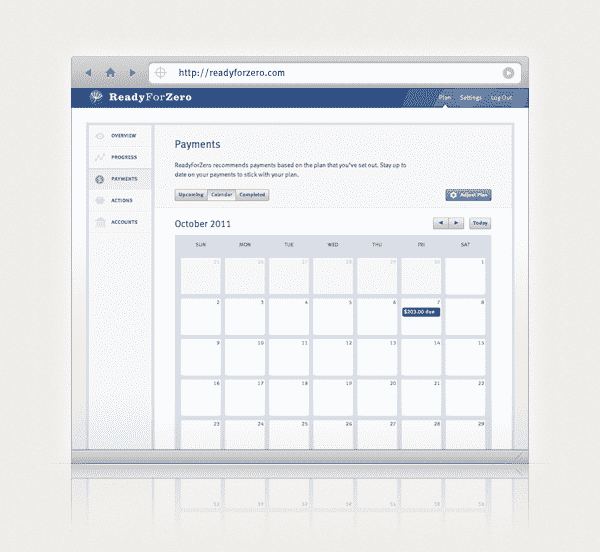 http://readyforzero.com
ReadyForZero
Plan Settings Log Out
OVERVIEW
PROGRESS
PAYMENTS
ACTIONS
ACCOUNTS
Payments
ReadyForZero recommends payments based on the plan that you've set out. Stay up to
date on your payments to stick with your plan.
Upcoming Calendar Completed
Adjust Plan
October 2011
Today
SUN MON TUE WED THU FRI SAT
25 26 27 28 29 30 1
2 3 4 5 6 7 8
$203.00 due
9 10 11 12 13 14 15
16 17 18 19 20 21 22
23 24 25 26 27 28 29